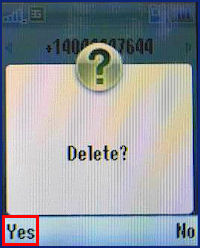 Delete?
Yes No